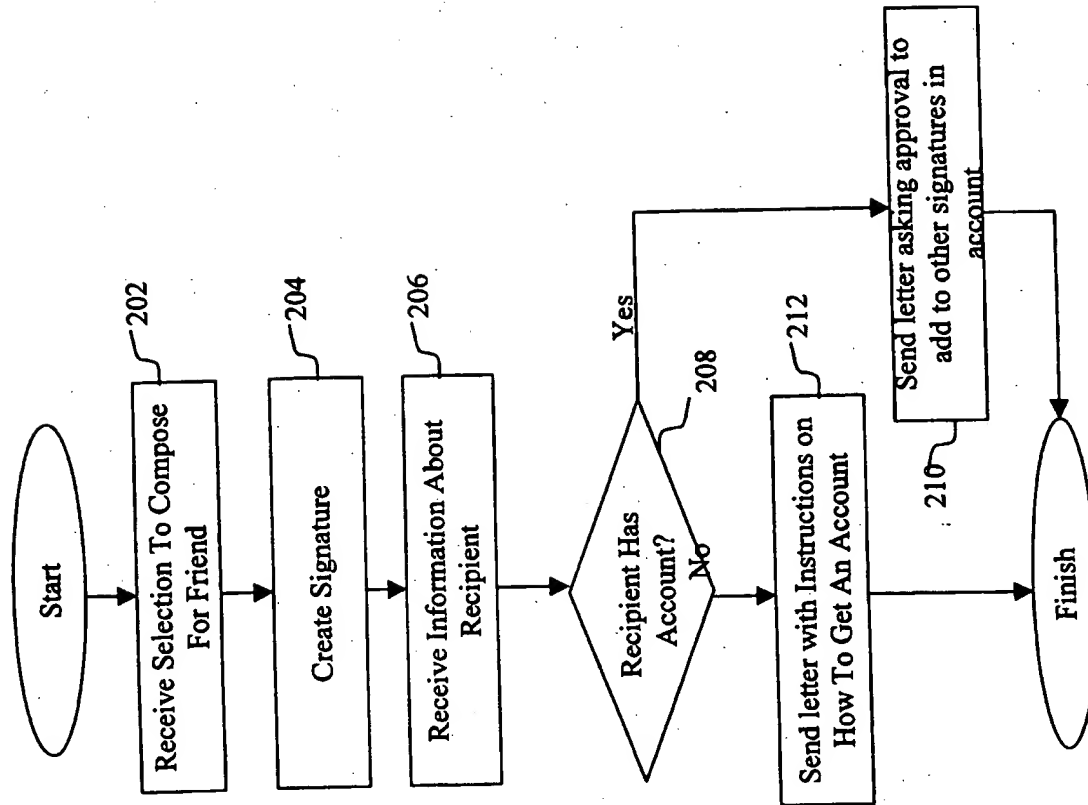 Start
202
Receive Selection To Compose
For Friend
204
Create Signature
206
Receive Information About
Recipient
208
Recipient Has
Account?
Yes
No
212
Send letter with Instructions on
How To Get An Account
210
Send letter asking approval to
add to other signatures in
account
Finish